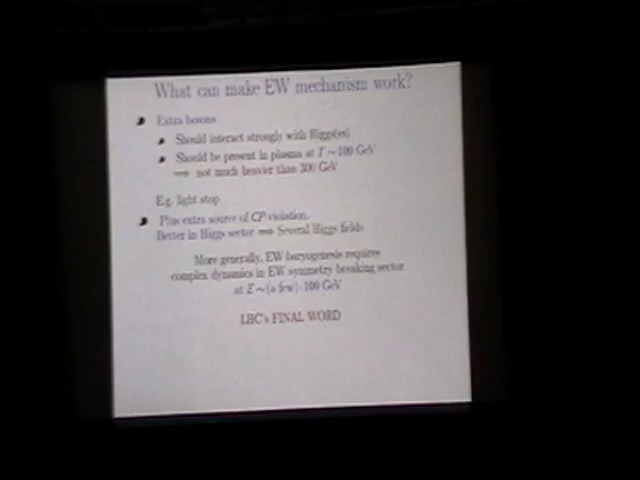 What can make EW mechanism work?
Extra bosons
Should interact strongly with Higgs(es)
Should be present in plasma at T ~ 100 GeV
⟹ not much heavier than 300 GeV
E.g. light stop
Plus extra source of CP-violation.
Better in Higgs sector ⟹ Several Higgs fields
More generally, EW baryogenesis requires
complex dynamics in EW symmetry breaking sector
at E ~ (a few) · 100 GeV
LHC's FINAL WORD